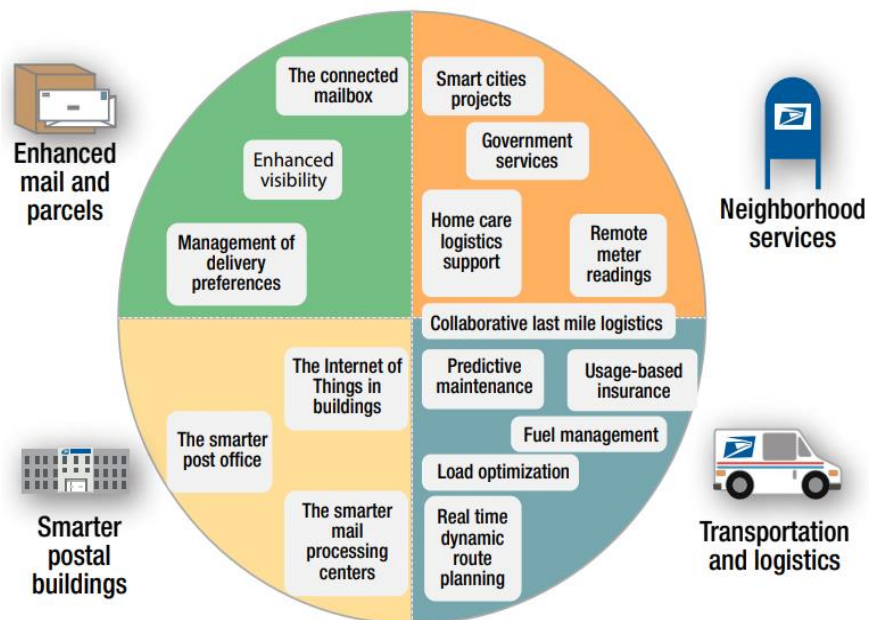 The connected
mailbox
Enhanced
visibility
Management of
delivery
preferences
Enhanced
mail and
parcels
Smart cities
projects
Government
services
Home care
logistics
support
Remote
meter
readings
Neighborhood
services
Collaborative last mile logistics
The Internet of
Things in
buildings
The smarter
post office
The smarter
mail
processing
centers
Smarter
postal
buildings
Predictive
maintenance
Usage-based
insurance
Fuel management
Load optimization
Real time
dynamic
route
planning
Transportation
and logistics